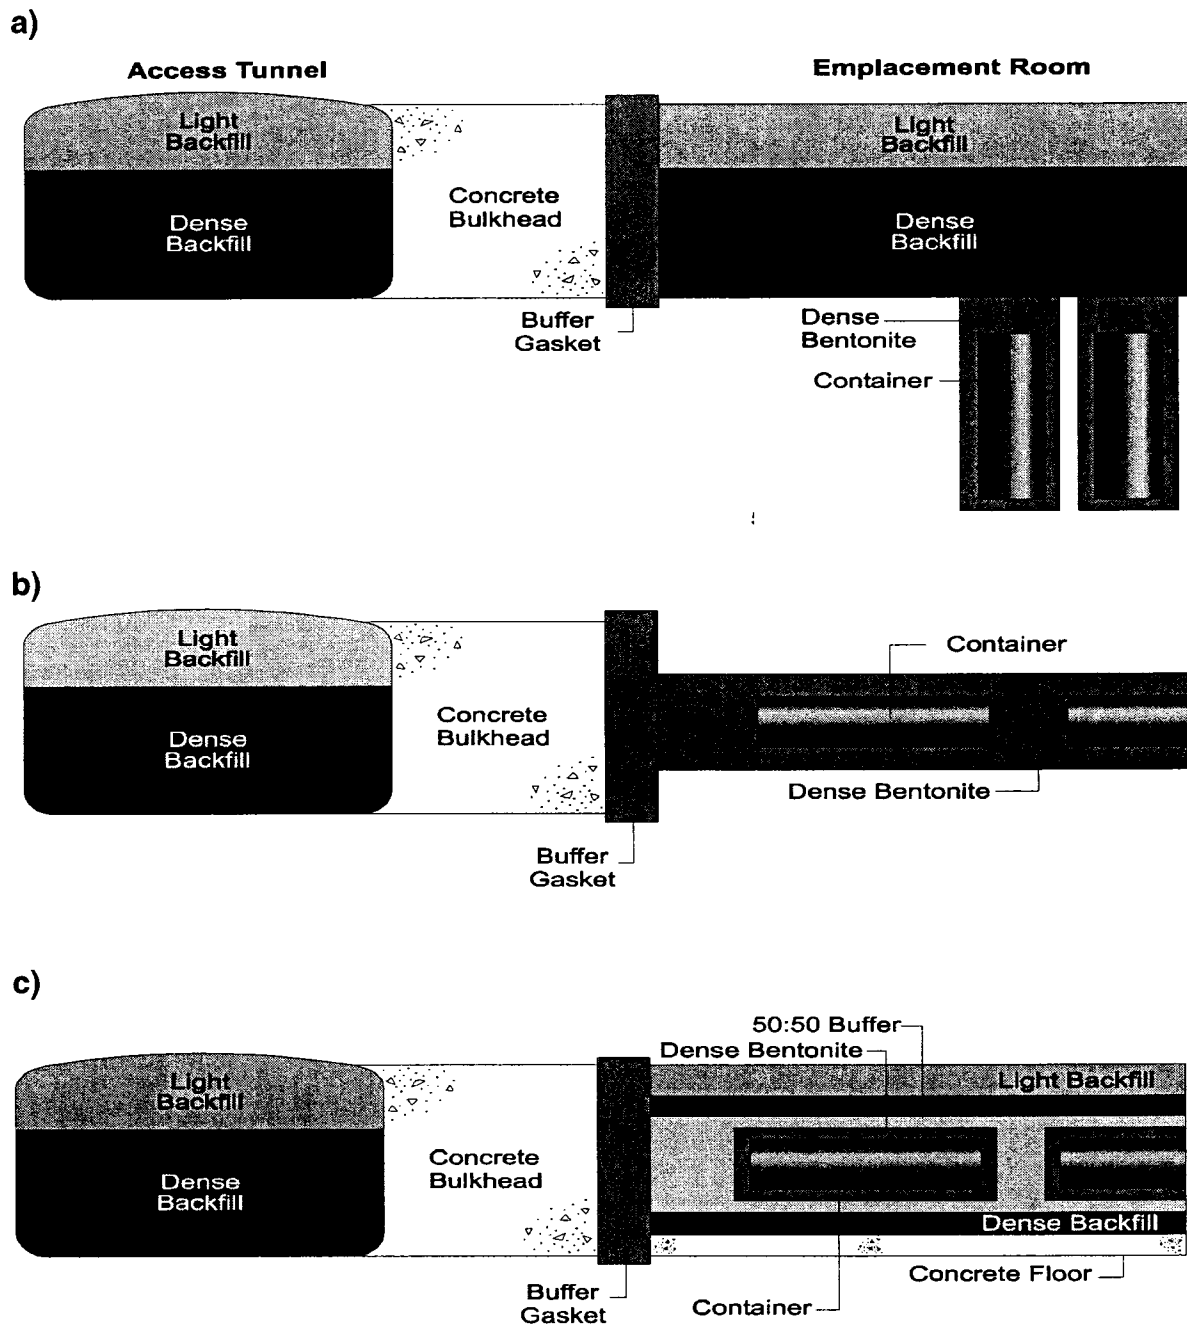 a)
Access Tunnel
Emplacement Room
Light
Backfill
Light
Backfill
Concrete
Bulkhead
Dense
Backfill
Dense
Backfill
Buffer
Gasket
Dense
Bentonite
Container
b)
Light
Backfill
Container
Concrete
Bulkhead
Dense
Backfill
Dense Bentonite
Buffer
Gasket
c)
50:50 Buffer
Dense Bentonite
Light
Backfill
Light Backfill
Concrete
Bulkhead
Dense
Backfill
Dense Backfill
Concrete Floor
Buffer
Gasket
Container